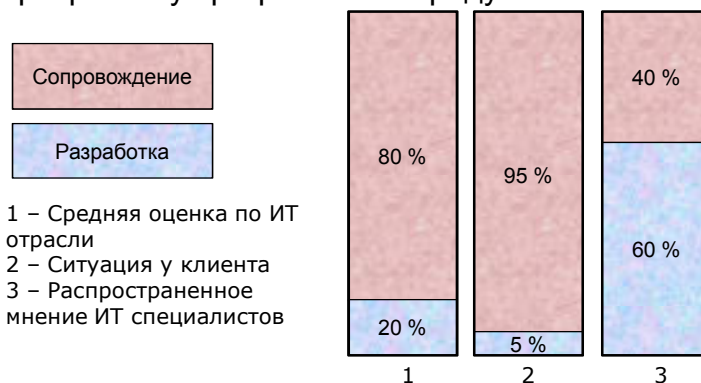 Сопровождение
Разработка
1 – Средняя оценка по ИТ
отрасли
2 – Ситуация у клиента
3 – Распространенное
мнение ИТ специалистов
80 %
20 %
1
95 %
5 %
2
40 %
60 %
3